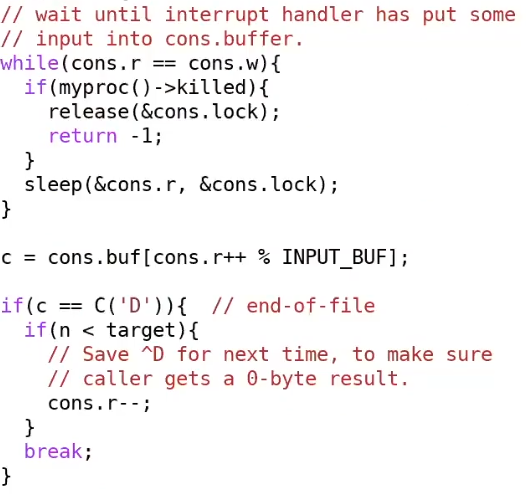 // wait until interrupt handler has put some
// input into cons.buffer.
while(cons.r == cons.w){
  if(myproc()->killed){
    release(&cons.lock);
    return -1;
  }
  sleep(&cons.r, &cons.lock);
}

c = cons.buf[cons.r++ % INPUT_BUF];

if(c == C('D')){  // end-of-file
  if(n < target){
    // Save ^D for next time, to make sure
    // caller gets a 0-byte result.
    cons.r--;
  }
  break;
}